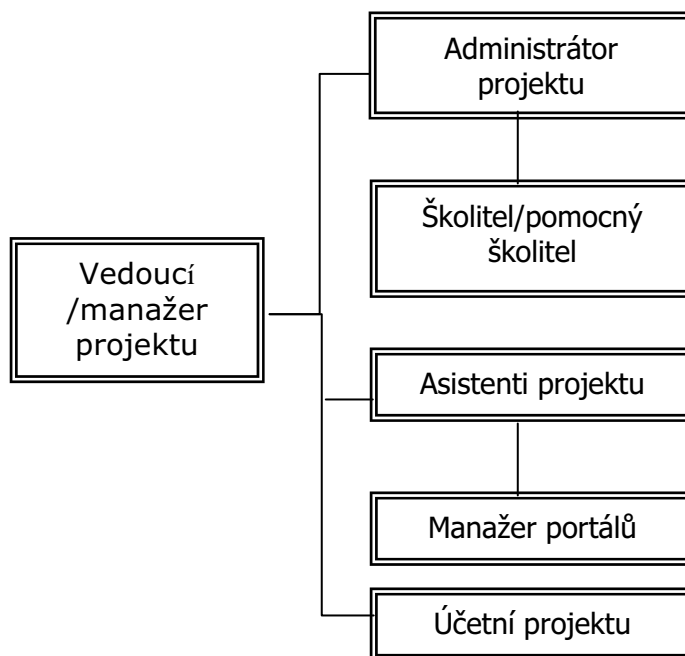 Administrátor
projektu
Školitel/pomocný
školitel
Vedoucí
/manažer
projektu
Asistenti projektu
Manažer portálů
Účetní projektu